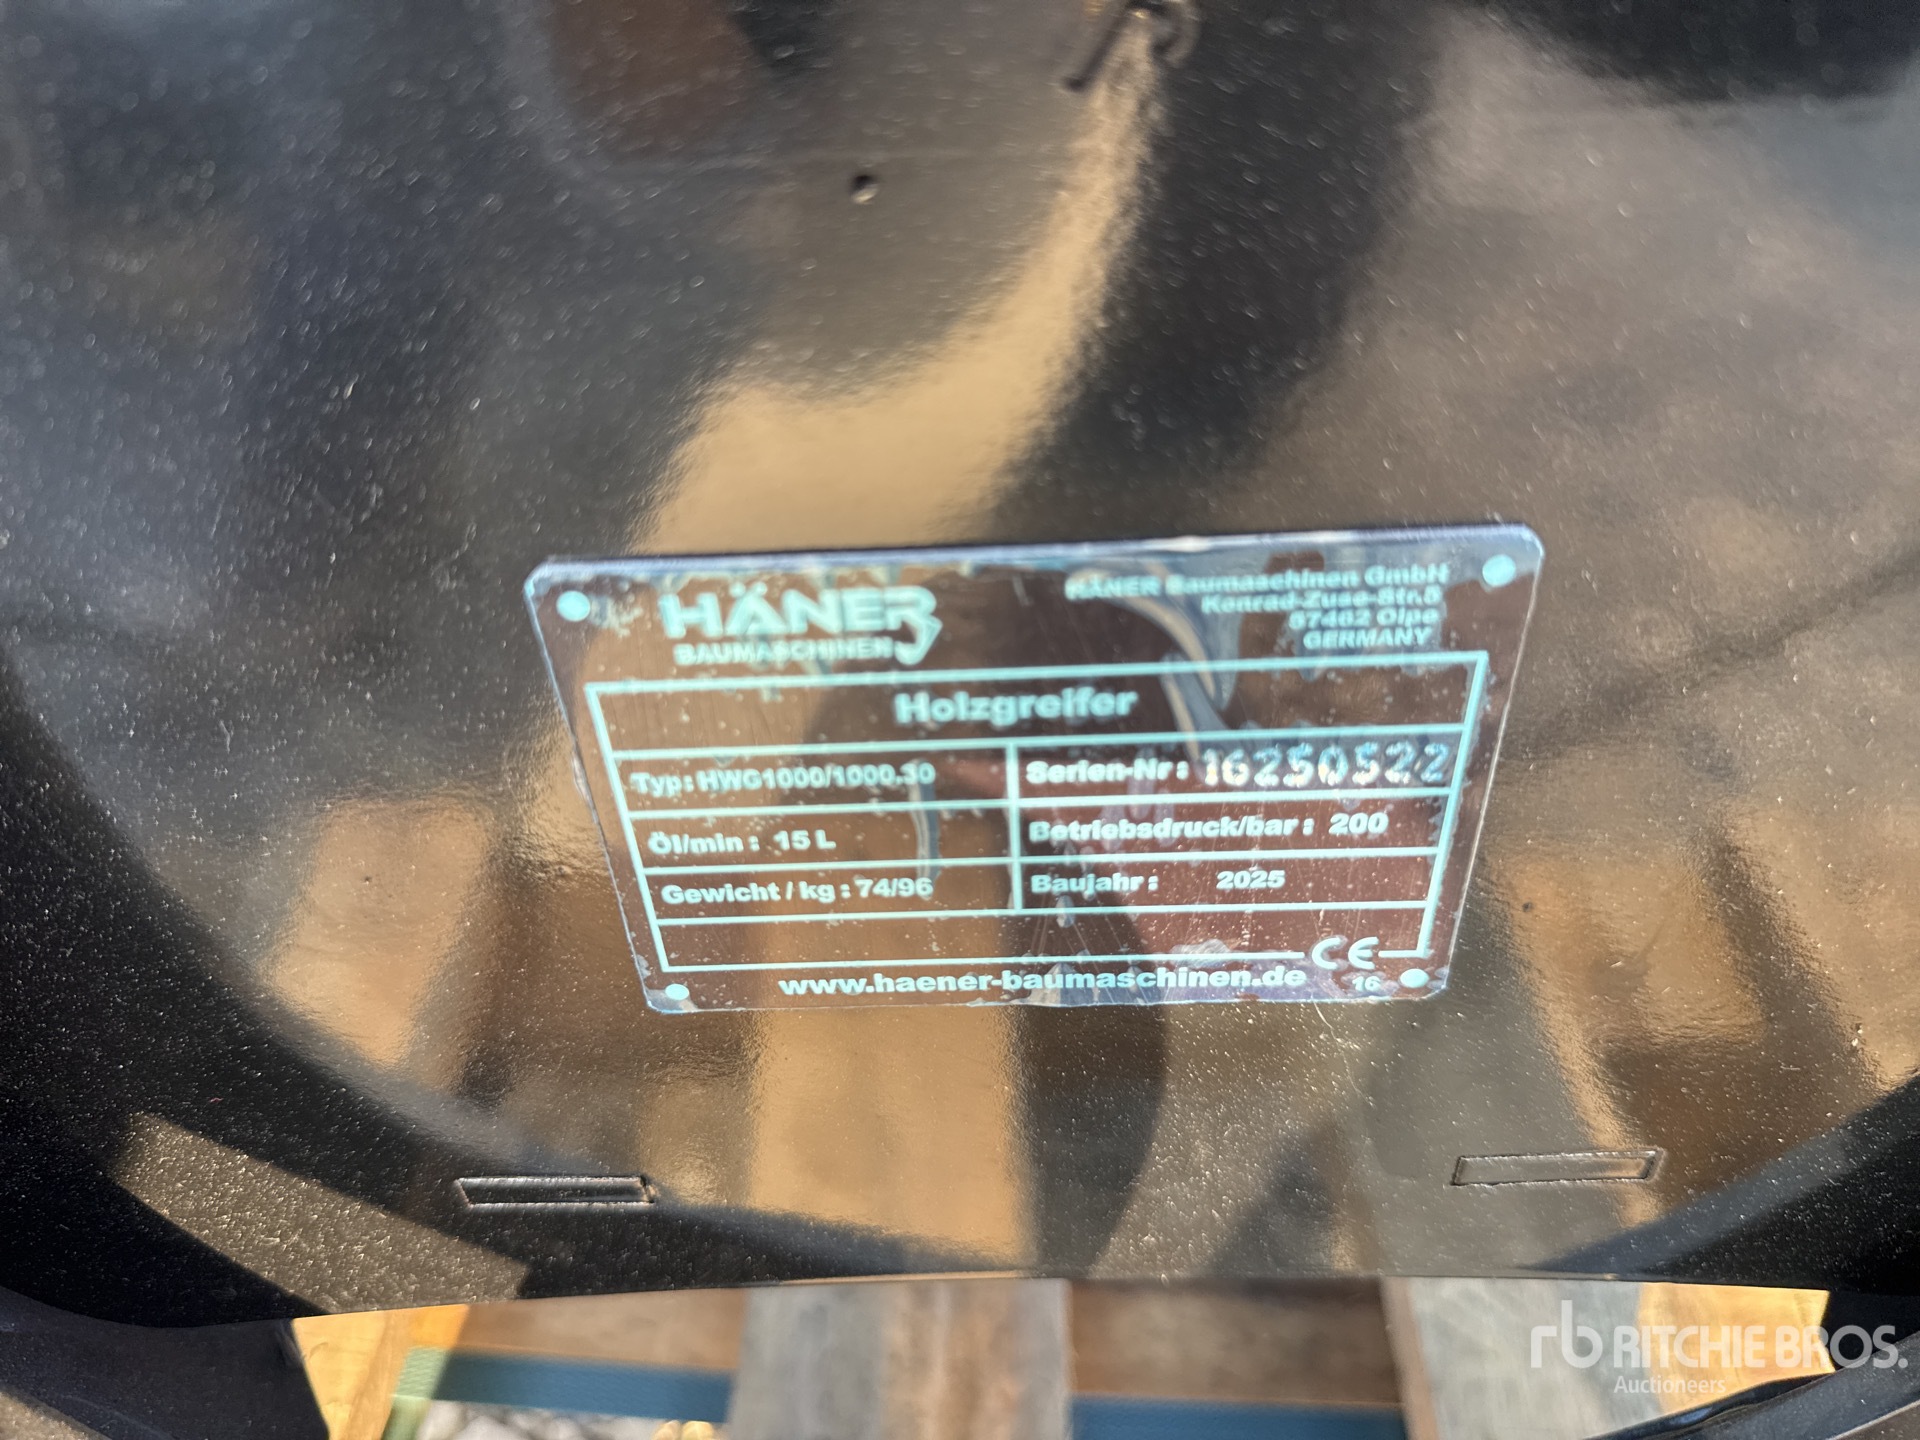 HÄNER
BAUMASCHINEN
HÄNER Baumaschinen GmbH
Konrad-Zuse-Str.5
57462 Olpe
GERMANY
Holzgreifer
Typ: HWG1000/1000.30
Serien-Nr: 16250522
Öl/min: 15 L
Betriebsdruck/bar: 200
Gewicht / kg : 74/96
Baujahr: 2025
CE
www.haener-baumaschinen.de
16
rb RITCHIE BROS.
Auctioneers